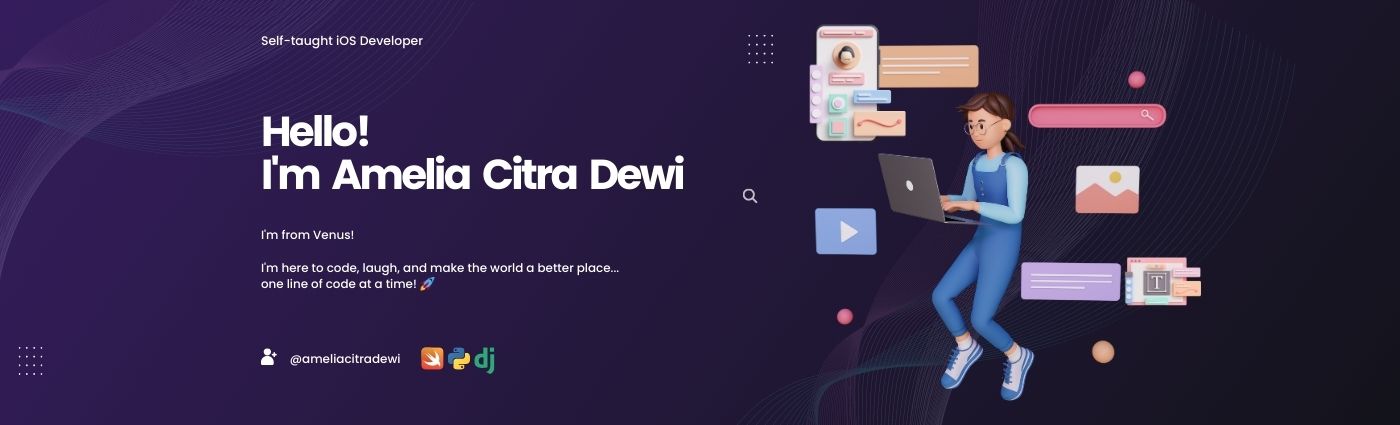 Self-taught iOS Developer
Hello!
I'm Amelia Citra Dewi
I'm from Venus!
I'm here to code, laugh, and make the world a better place...
one line of code at a time! 🚀
@ameliacitradewi
dj
T